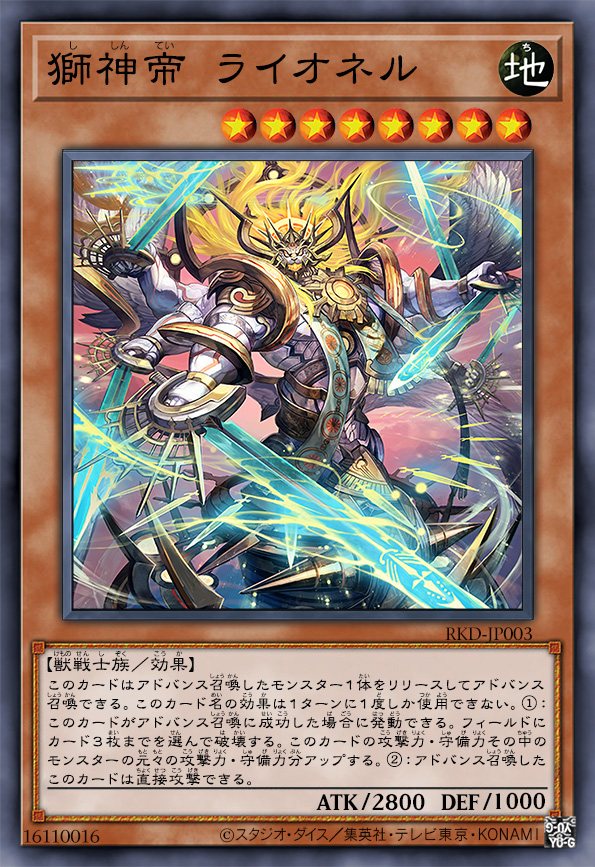 獅神帝 ライオネル
地
RKD-JP003
【獣戦士族／効果】
このカードはアドバンス召喚したモンスター１体をリリースしてアドバンス
召喚できる。このカード名の効果は１ターンに１度しか使用できない。①：
このカードがアドバンス召喚に成功した場合に発動できる。フィールドに
カード３枚までを選んで破壊する。このカードの攻撃力・守備力その中の
モンスターの元々の攻撃力・守備力分アップする。②：アドバンス召喚した
このカードは直接攻撃できる。
ATK/2800 DEF/1000
16110016 ©スタジオ・ダイス／集英社・テレビ東京・KONAMI